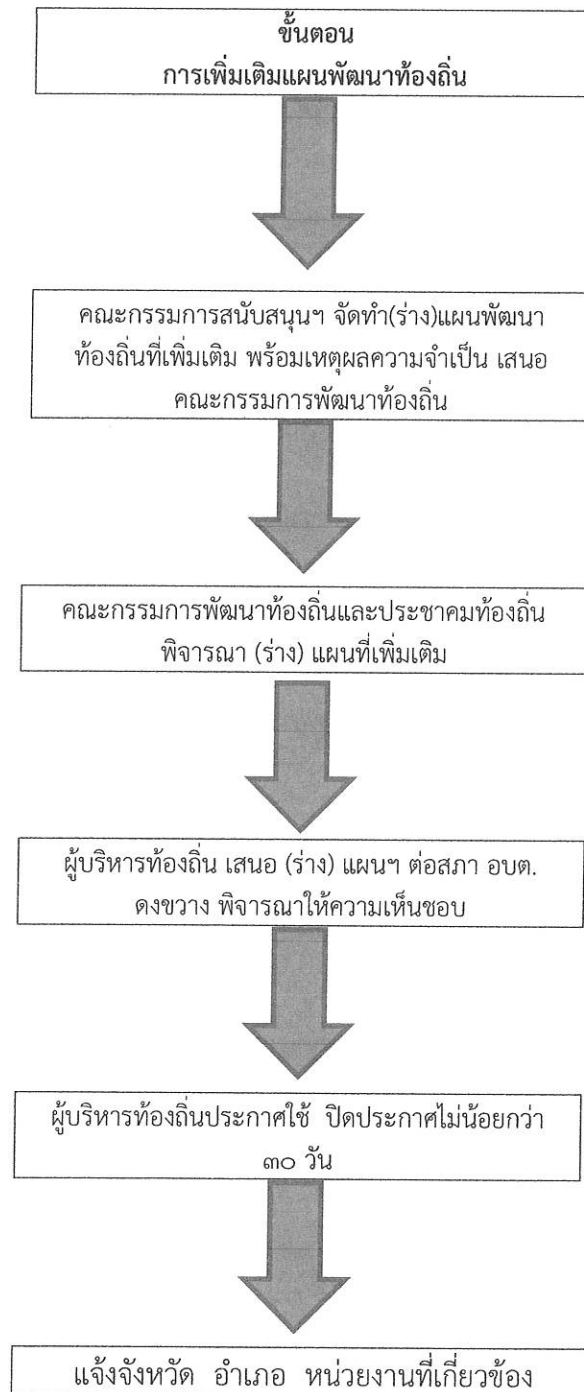 ขั้นตอน
การเพิ่มเติมแผนพัฒนาท้องถิ่น
คณะกรรมการสนับสนุนฯ จัดทำ(ร่าง)แผนพัฒนา
ท้องถิ่นที่เพิ่มเติม พร้อมเหตุผลความจำเป็น เสนอ
คณะกรรมการพัฒนาท้องถิ่น
คณะกรรมการพัฒนาท้องถิ่นและประชาคมท้องถิ่น
พิจารณา (ร่าง) แผนที่เพิ่มเติม
ผู้บริหารท้องถิ่น เสนอ (ร่าง) แผนฯ ต่อสภา อบต.
ดงขวาง พิจารณาให้ความเห็นชอบ
ผู้บริหารท้องถิ่นประกาศใช้ ปิดประกาศไม่น้อยกว่า
๓๐ วัน
แจ้งจังหวัด อำเภอ หน่วยงานที่เกี่ยวข้อง